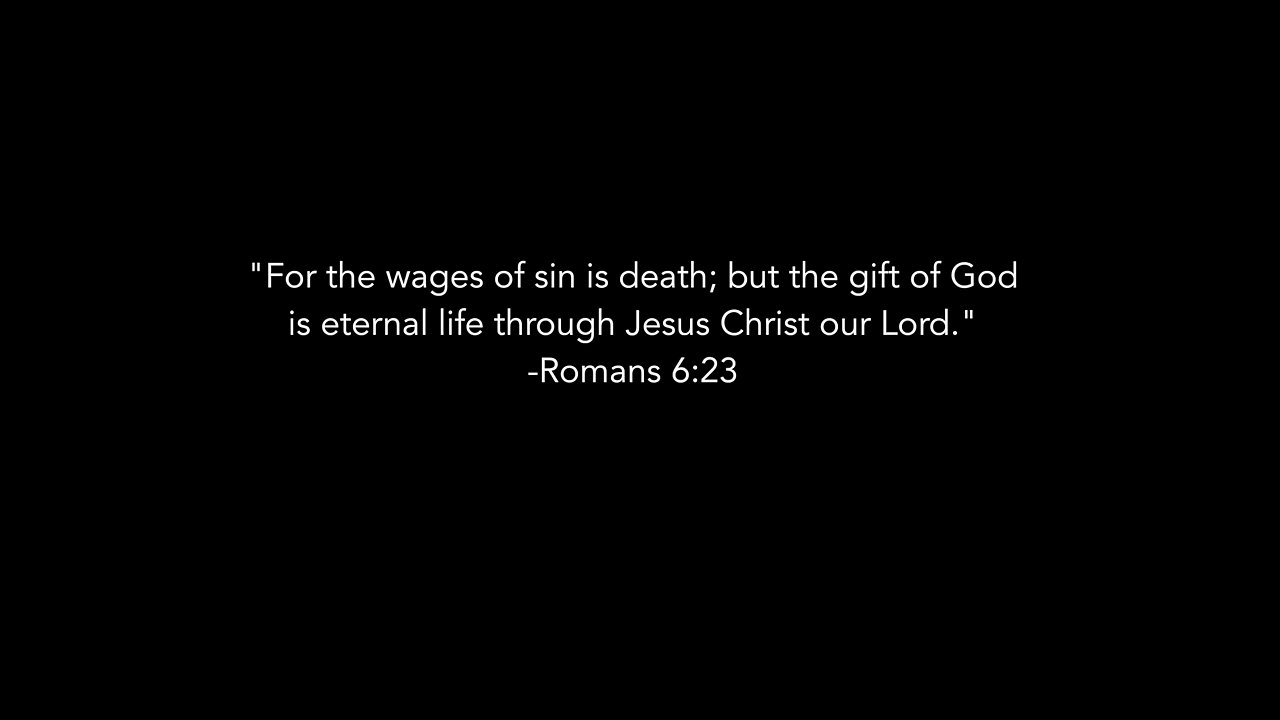 "For the wages of sin is death; but the gift of God
is eternal life through Jesus Christ our Lord."
-Romans 6:23